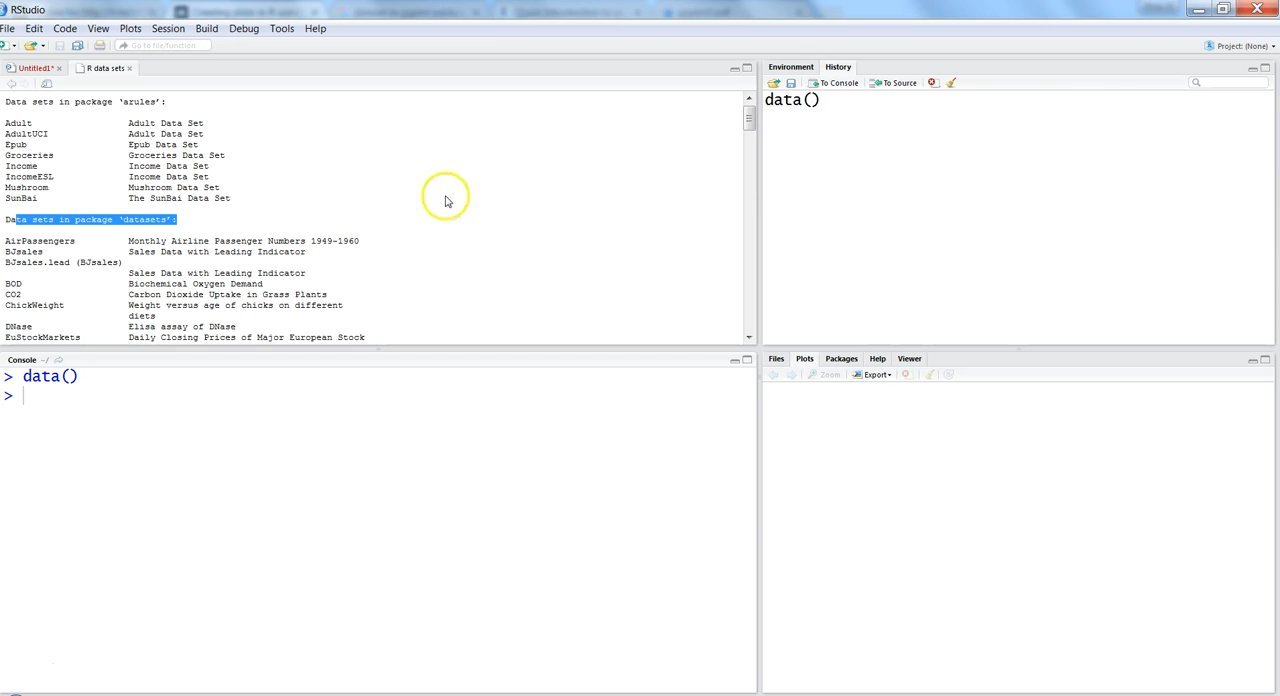 RStudio
File Edit Code View Plots Session Build Debug Tools Help
Go to file/function
Project: (None)
Untitled1* R data sets
Data sets in package ‘arules’:
Adult Adult Data Set
AdultUCI Adult Data Set
Epub Epub Data Set
Groceries Groceries Data Set
Income Income Data Set
IncomeESL Income Data Set
Mushroom Mushroom Data Set
SunBai The SunBai Data Set
Data sets in package ‘datasets’:
AirPassengers Monthly Airline Passenger Numbers 1949-1960
BJsales Sales Data with Leading Indicator
BJsales.lead (BJsales)
Sales Data with Leading Indicator
BOD Biochemical Oxygen Demand
CO2 Carbon Dioxide Uptake in Grass Plants
ChickWeight Weight versus age of chicks on different
diets
DNase Elisa assay of DNase
EuStockMarkets Daily Closing Prices of Major European Stock
Environment History
To Console To Source
data()
Console ~/
> data()
>
Files Plots Packages Help Viewer
Zoom Export